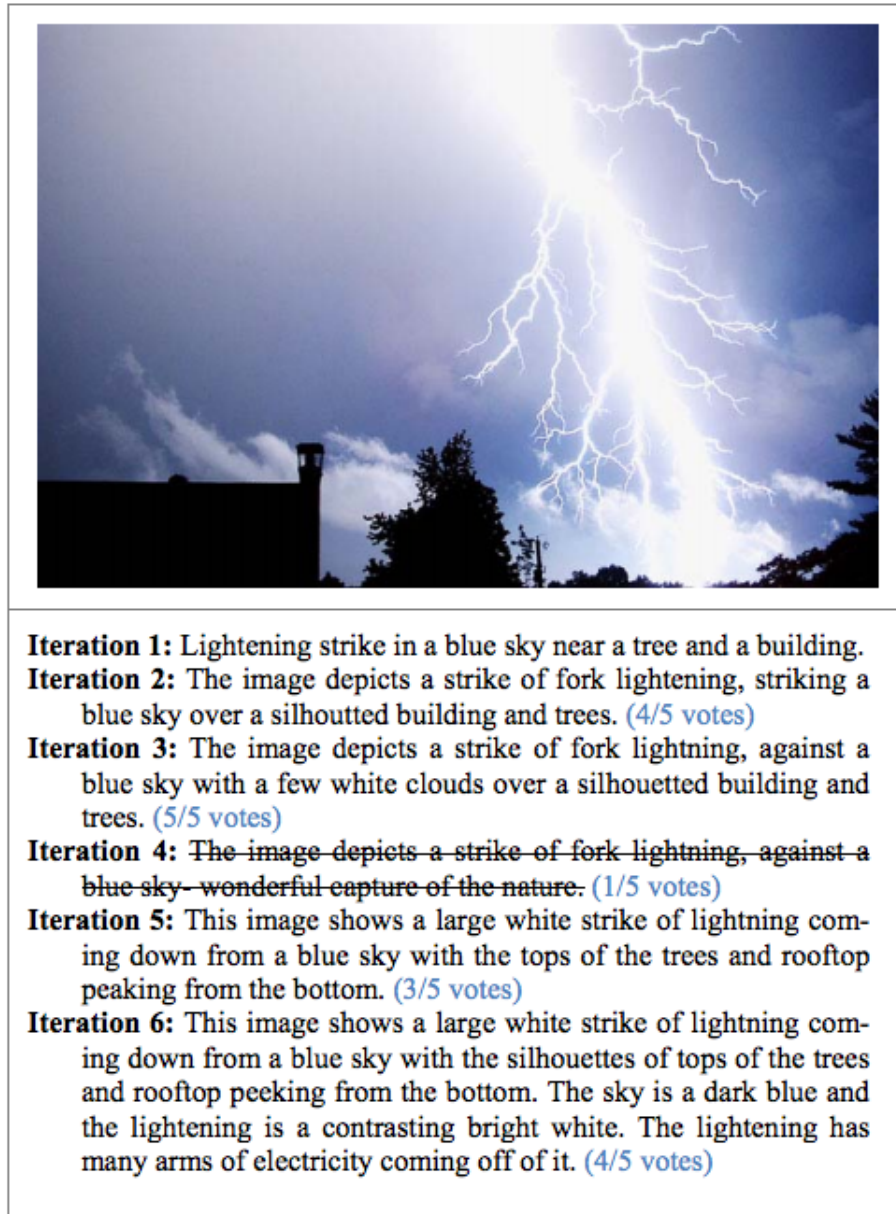 Iteration 1: Lightening strike in a blue sky near a tree and a building.
Iteration 2: The image depicts a strike of fork lightening, striking a
blue sky over a silhoutted building and trees. (4/5 votes)
Iteration 3: The image depicts a strike of fork lightning, against a
blue sky with a few white clouds over a silhouetted building and
trees. (5/5 votes)
Iteration 4: The image depicts a strike of fork lightning, against a
blue sky- wonderful capture of the nature. (1/5 votes)
Iteration 5: This image shows a large white strike of lightning com-
ing down from a blue sky with the tops of the trees and rooftop
peaking from the bottom. (3/5 votes)
Iteration 6: This image shows a large white strike of lightning com-
ing down from a blue sky with the silhouettes of tops of the trees
and rooftop peeking from the bottom. The sky is a dark blue and
the lightening is a contrasting bright white. The lightening has
many arms of electricity coming off of it. (4/5 votes)